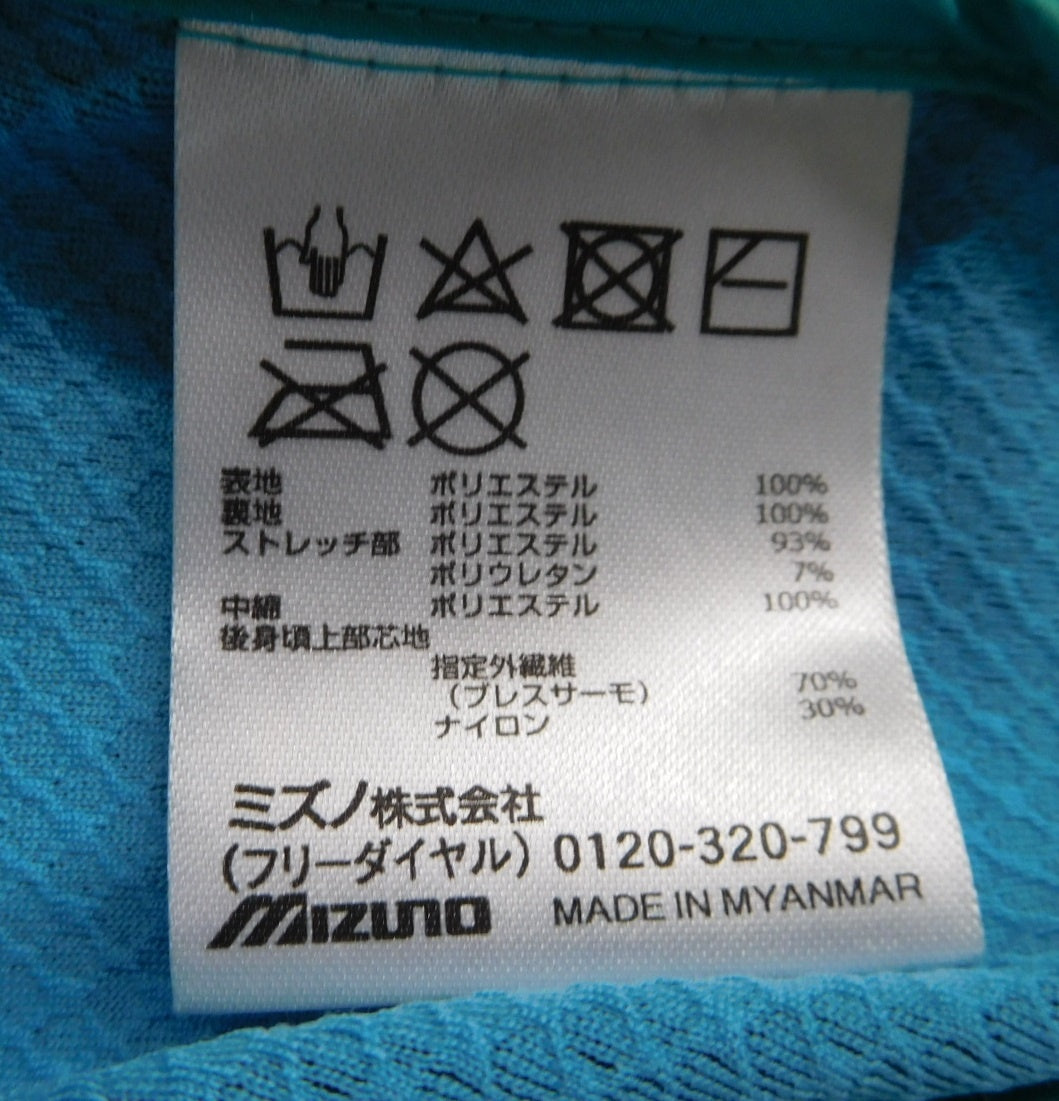 表地 ポリエステル 100%
裏地 ポリエステル 100%
ストレッチ部 ポリエステル 93%
ポリウレタン 7%
中綿 ポリエステル 100%
後身頃上部芯地
指定外繊維
（ブレスサーモ） 70%
ナイロン 30%
ミズノ株式会社
（フリーダイヤル）0120-320-799
MIZUNO MADE IN MYANMAR